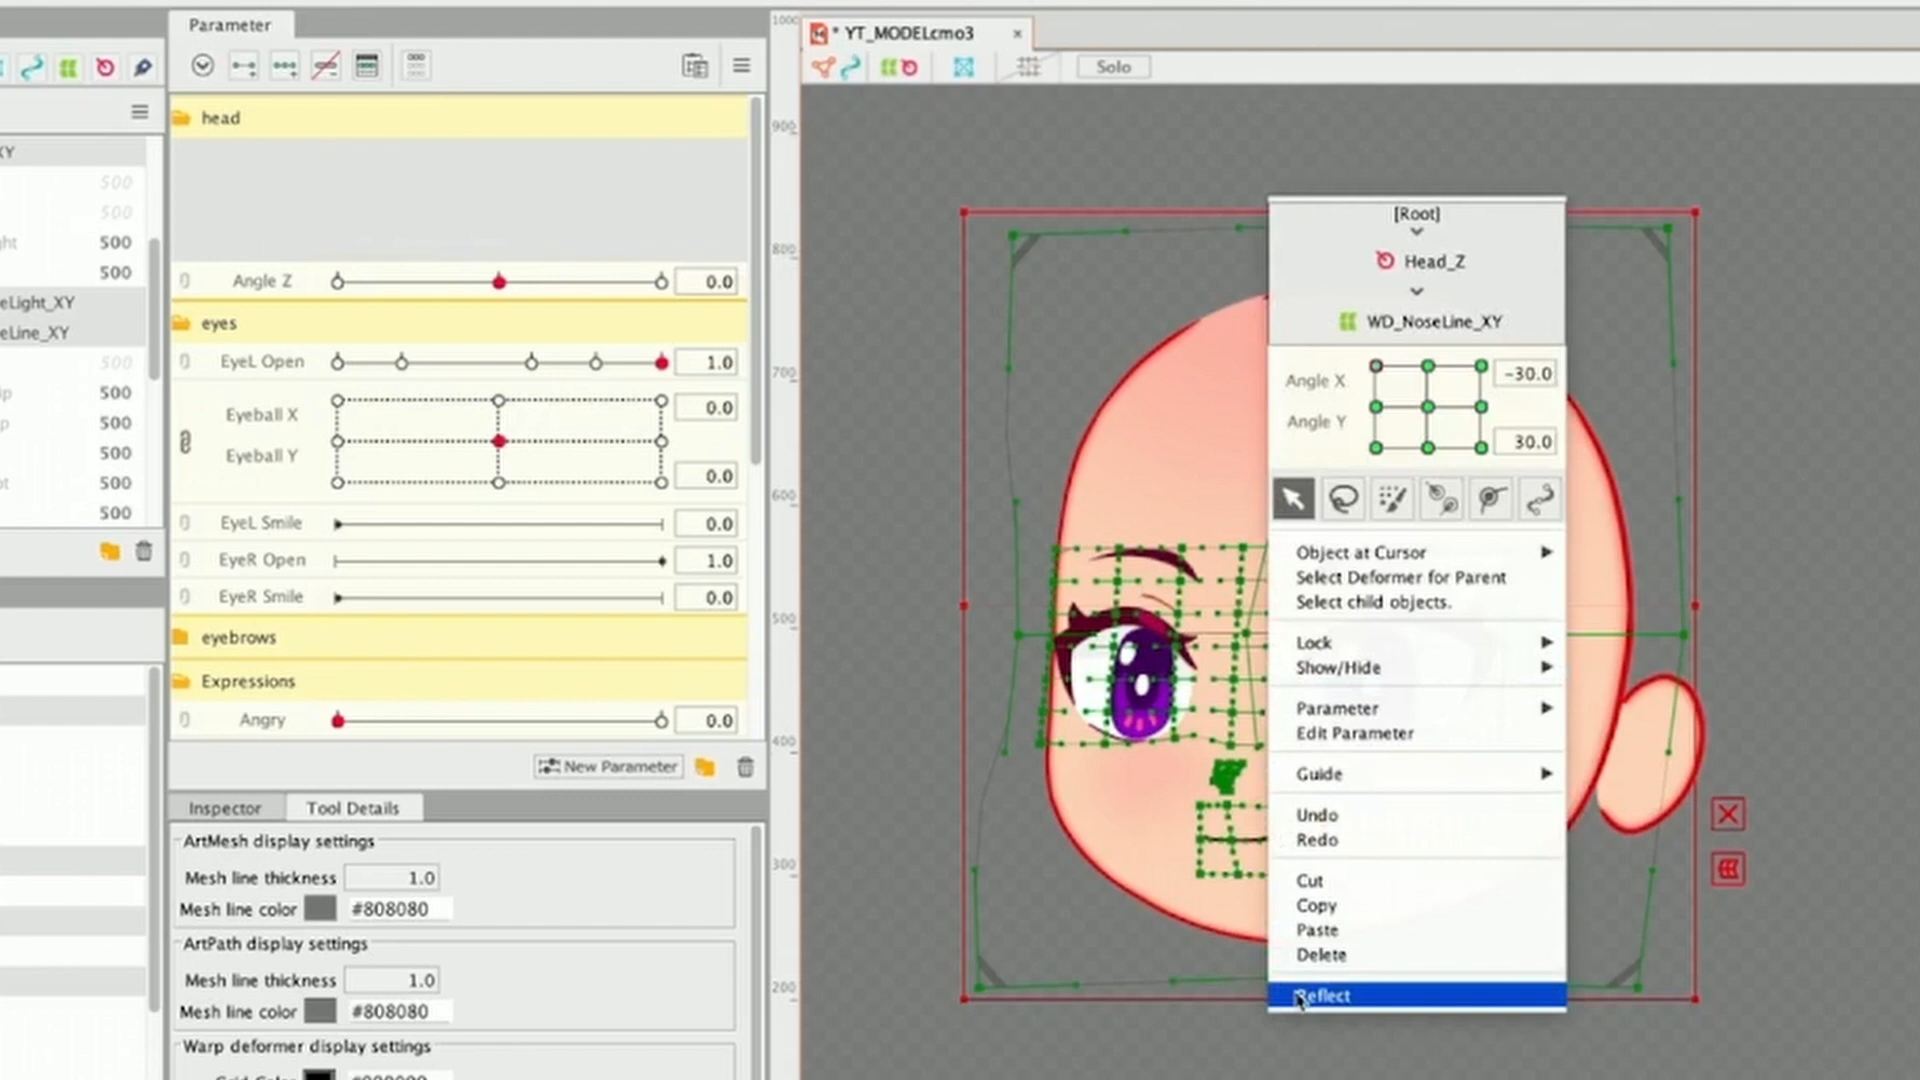 Parameter
* YT_MODELcmo3
Solo
head
Angle Z 0.0
eyes
EyeL Open 1.0
Eyeball X 0.0
Eyeball Y 0.0
EyeL Smile 0.0
EyeR Open 1.0
EyeR Smile 0.0
eyebrows
Expressions
Angry 0.0
New Parameter
Inspector
Tool Details
ArtMesh display settings
Mesh line thickness 1.0
Mesh line color #808080
ArtPath display settings
Mesh line thickness 1.0
Mesh line color #808080
Warp deformer display settings
XY
500
500
ht 500
500
eLight_XY
eLine_XY
500
ip 500
p 500
500
ot 500
500
1000
900
800
700
600
500
400
300
200
[Root]
Head_Z
WD_NoseLine_XY
Angle X -30.0
Angle Y 30.0
Object at Cursor
Select Deformer for Parent
Select child objects.
Lock
Show/Hide
Parameter
Edit Parameter
Guide
Undo
Redo
Cut
Copy
Paste
Delete
Reflect